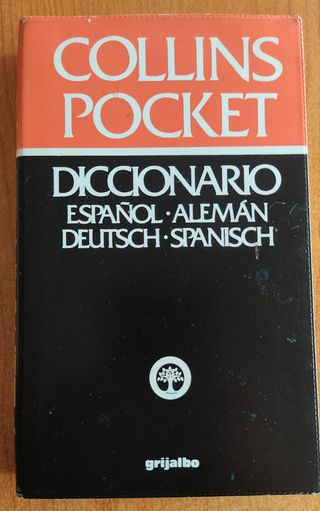 COLLINS
POCKET
DICCIONARIO
ESPAÑOL · ALEMÁN
DEUTSCH · SPANISCH
grijalbo